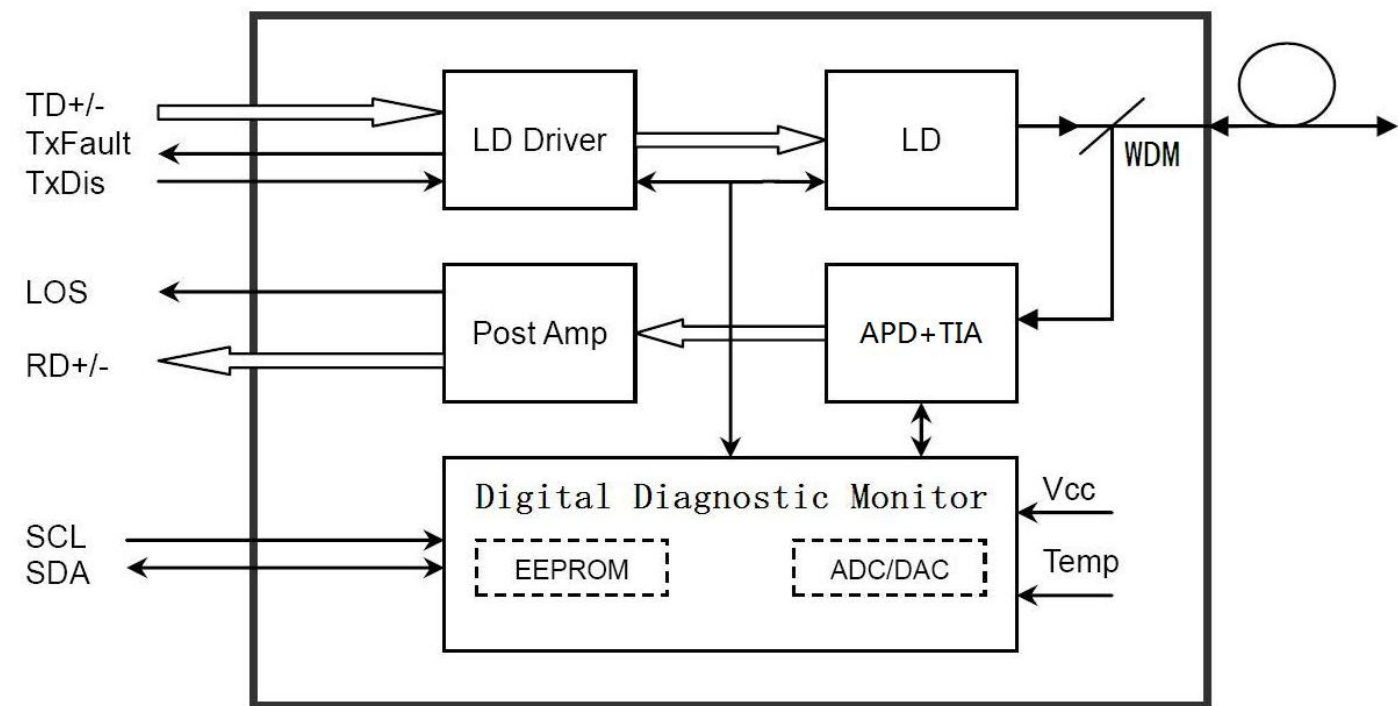 TD+/-
TxFault
TxDis
LD Driver
LD
WDM
LOS
RD+/-
Post Amp
APD+TIA
Digital Diagnostic Monitor
EEPROM
ADC/DAC
SCL
SDA
Vcc
Temp